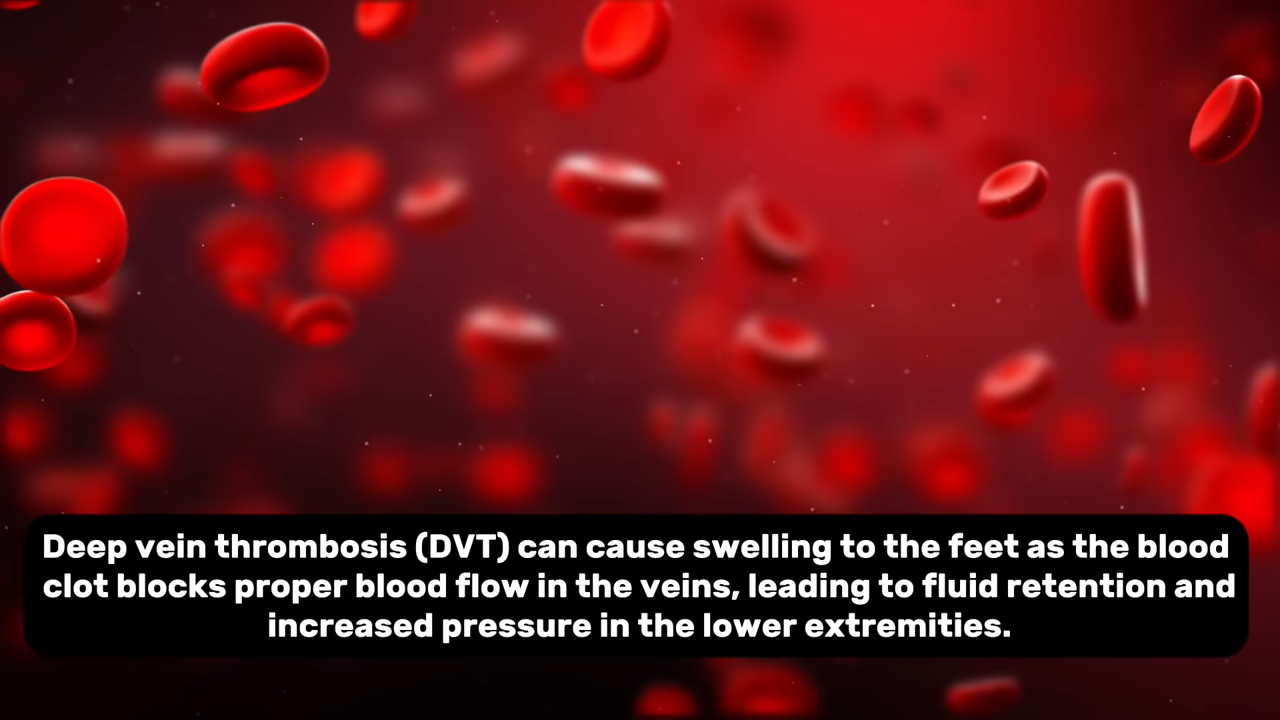 Deep vein thrombosis (DVT) can cause swelling to the feet as the blood
clot blocks proper blood flow in the veins, leading to fluid retention and
increased pressure in the lower extremities.